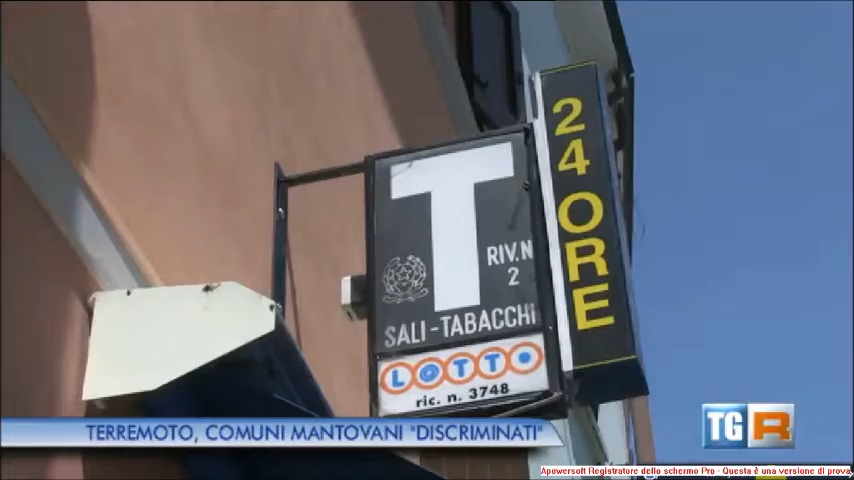 24 ORE
T
RIV. N
2
SALI-TABACCHI
LOTTO
ric. n. 3748
TERREMOTO, COMUNI MANTOVANI "DISCRIMINATI"
TG R
Apowersoft Registratore dello schermo Pro - Questa è una versione di prova,